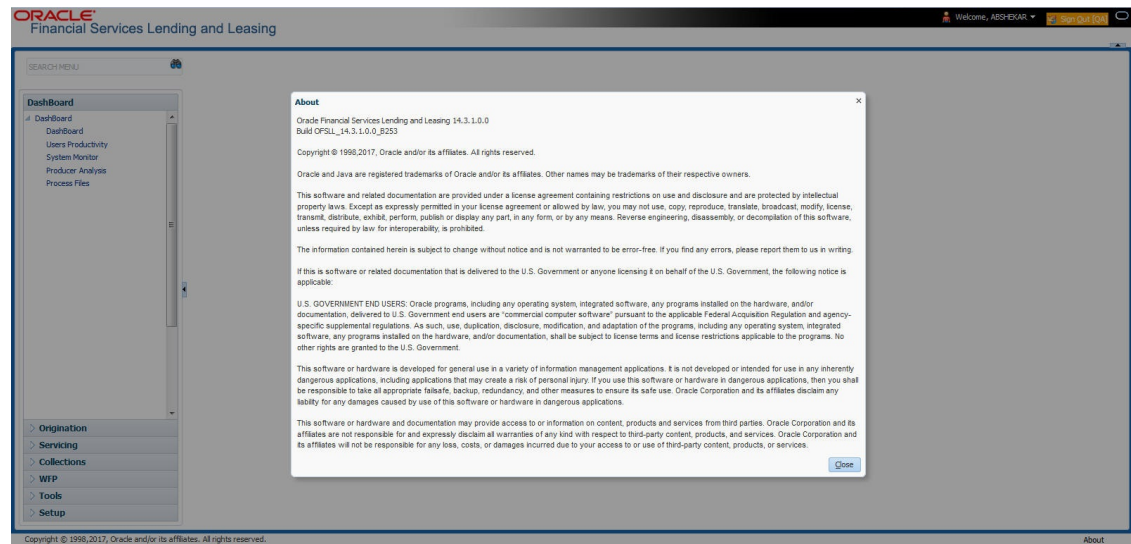 ORACLE
Financial Services Lending and Leasing
Welcome, ABSHEKAR
Sign Out [QA]
SEARCH MENU
DashBoard
DashBoard
DashBoard
Users Productivity
System Monitor
Producer Analysis
Process Files
Origination
Servicing
Collections
WFP
Tools
Setup
About
Oracle Financial Services Lending and Leasing 14.3.1.0.0
Build OFSLL_14.3.1.0.0_B253
Copyright © 1998,2017, Oracle and/or its affiliates. All rights reserved.
Oracle and Java are registered trademarks of Oracle and/or its affiliates. Other names may be trademarks of their respective owners.
This software and related documentation are provided under a license agreement containing restrictions on use and disclosure and are protected by intellectual
property laws. Except as expressly permitted in your license agreement or allowed by law, you may not use, copy, reproduce, translate, broadcast, modify, license,
transmit, distribute, exhibit, perform, publish or display any part, in any form, or by any means. Reverse engineering, disassembly, or decompilation of this software,
unless required by law for interoperability, is prohibited.
The information contained herein is subject to change without notice and is not warranted to be error-free. If you find any errors, please report them to us in writing.
If this is software or related documentation that is delivered to the U.S. Government or anyone licensing it on behalf of the U.S. Government, the following notice is
applicable:
U.S. GOVERNMENT END USERS: Oracle programs, including any operating system, integrated software, any programs installed on the hardware, and/or
documentation, delivered to U.S. Government end users are "commercial computer software" pursuant to the applicable Federal Acquisition Regulation and agency-
specific supplemental regulations. As such, use, duplication, disclosure, modification, and adaptation of the programs, including any operating system, integrated
software, any programs installed on the hardware, and/or documentation, shall be subject to license terms and license restrictions applicable to the programs. No
other rights are granted to the U.S. Government.
This software or hardware is developed for general use in a variety of information management applications. It is not developed or intended for use in any inherently
dangerous applications, including applications that may create a risk of personal injury. If you use this software or hardware in dangerous applications, then you shall
be responsible to take all appropriate failsafe, backup, redundancy, and other measures to ensure its safe use. Oracle Corporation and its affiliates disclaim any
liability for any damages caused by use of this software or hardware in dangerous applications.
This software or hardware and documentation may provide access to or information on content, products and services from third parties. Oracle Corporation and its
affiliates are not responsible for and expressly disclaim all warranties of any kind with respect to third-party content, products, and services. Oracle Corporation and
its affiliates will not be responsible for any loss, costs, or damages incurred due to your access to or use of third-party content, products, or services.
Close
Copyright © 1998,2017, Oracle and/or its affiliates. All rights reserved.
About